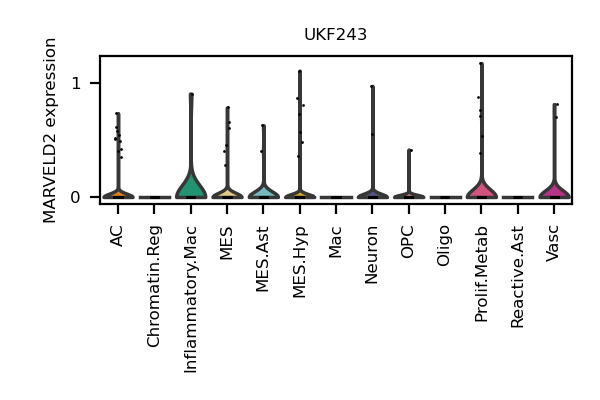 UKF243
MARVELD2 expression
1
0
AC
Chromatin.Reg
Inflammatory.Mac
MES
MES.Ast
MES.Hyp
Mac
Neuron
OPC
Oligo
Prolif.Metab
Reactive.Ast
Vasc